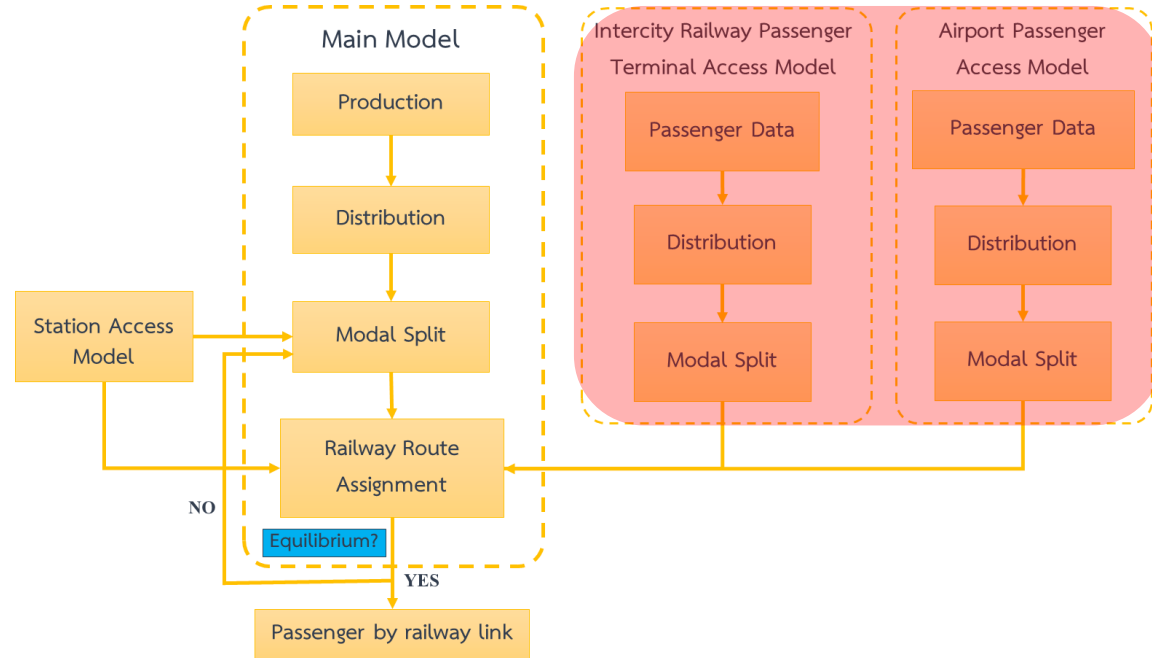 Main Model
Production
Distribution
Modal Split
Railway Route
Assignment
Equilibrium?
NO
YES
Passenger by railway link
Station Access
Model
Intercity Railway Passenger
Terminal Access Model
Passenger Data
Distribution
Modal Split
Airport Passenger
Access Model
Passenger Data
Distribution
Modal Split